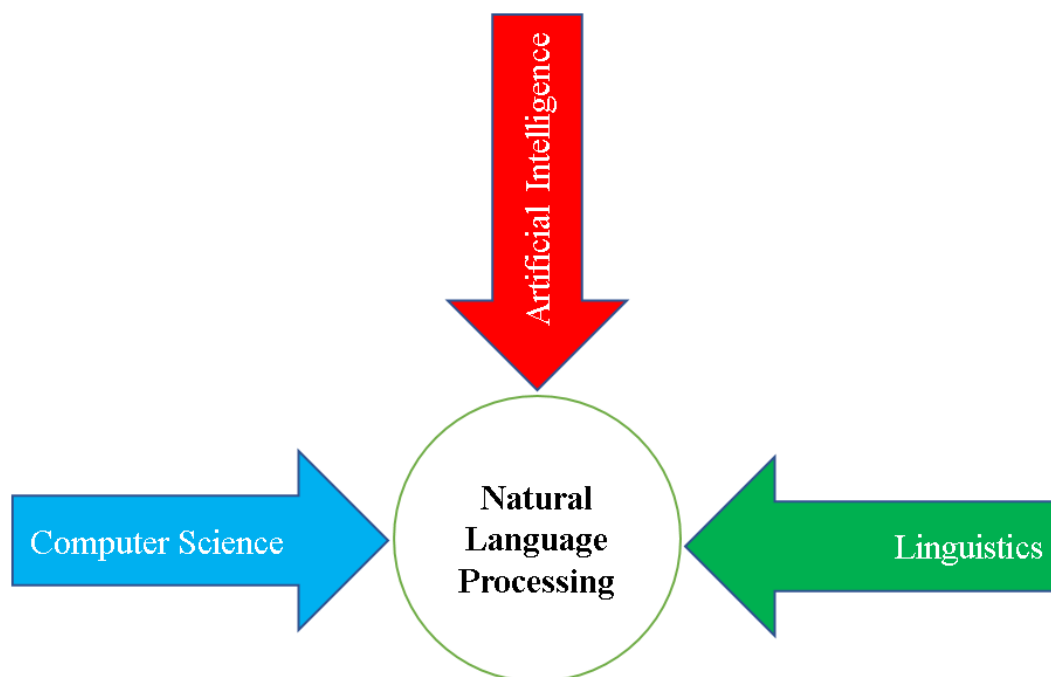 Artificial Intelligence
Computer Science
Natural
Language
Processing
Linguistics